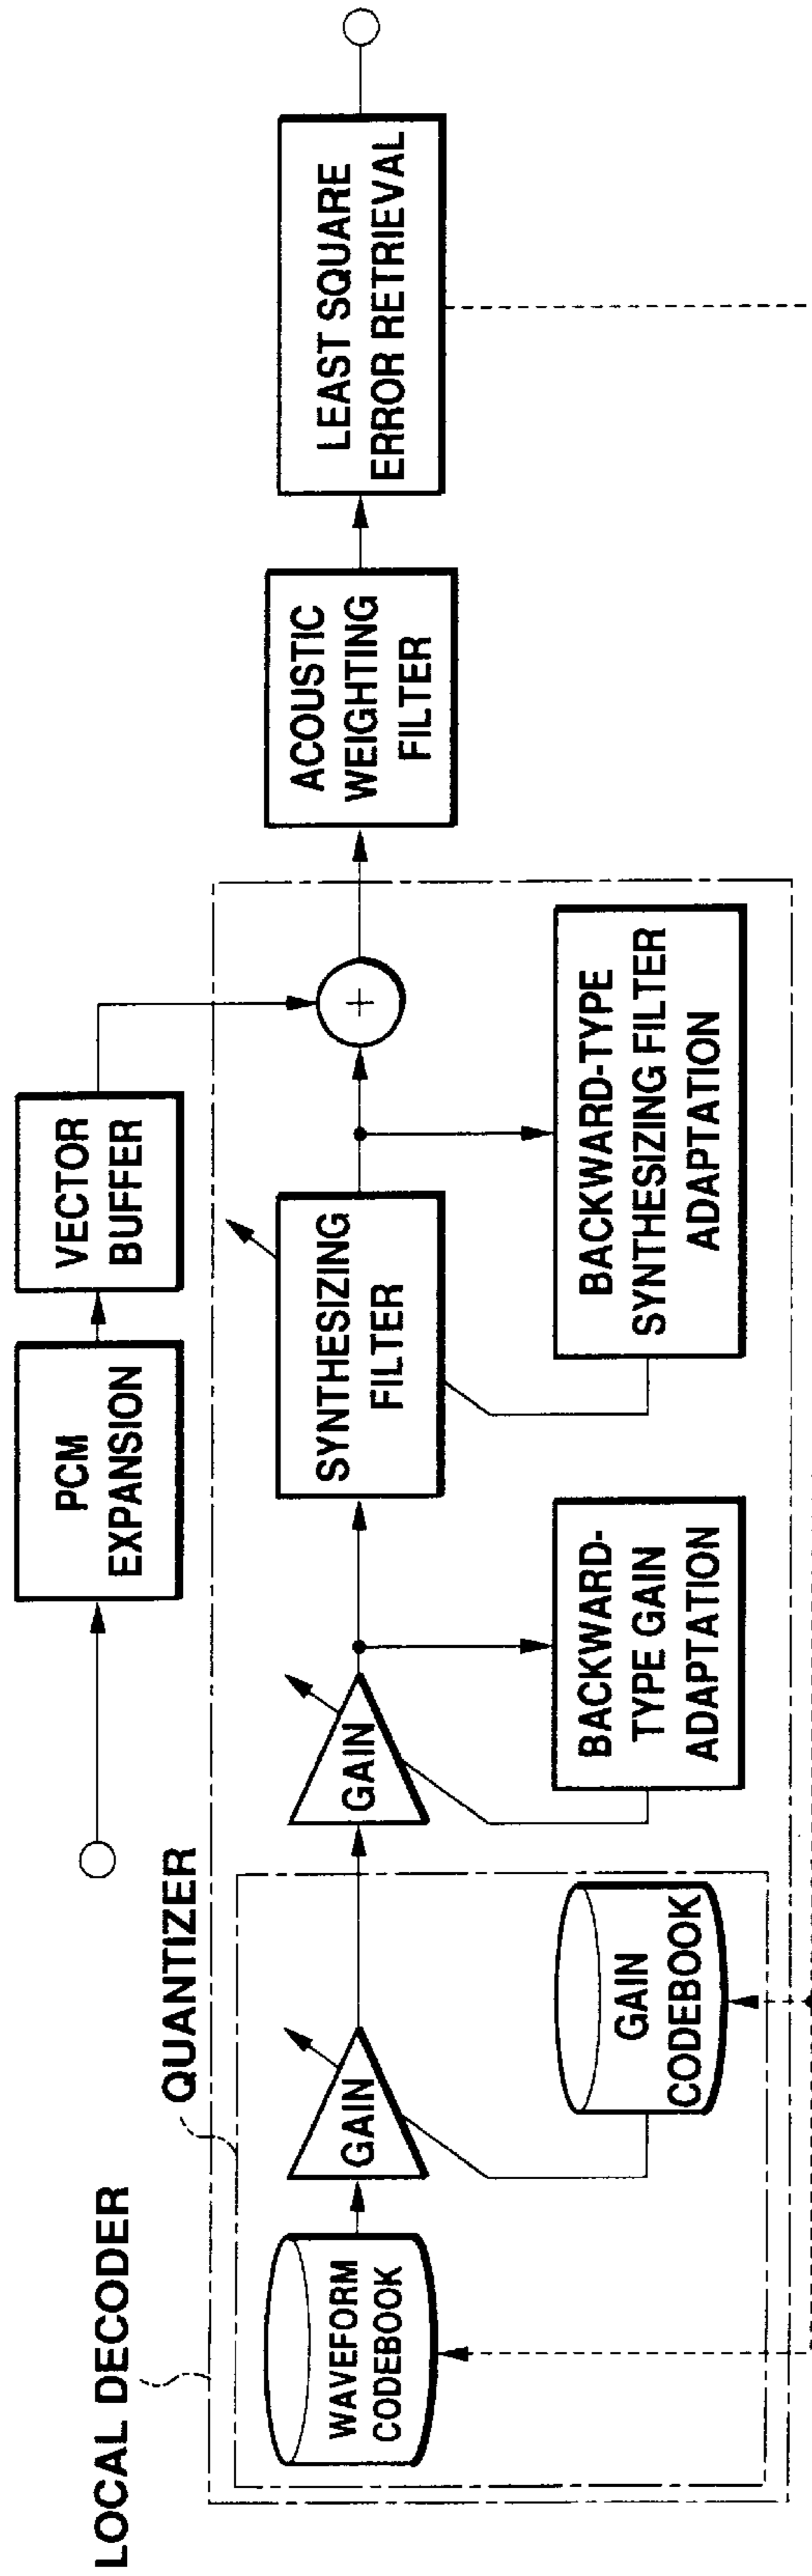 LOCAL DECODER
QUANTIZER
PCM
EXPANSION
VECTOR
BUFFER
WAVEFORM
CODEBOOK
GAIN
GAIN
CODEBOOK
GAIN
BACKWARD-
TYPE GAIN
ADAPTATION
SYNTHESIZING
FILTER
BACKWARD-TYPE
SYNTHESIZING FILTER
ADAPTATION
+
ACOUSTIC
WEIGHTING
FILTER
LEAST SQUARE
ERROR RETRIEVAL